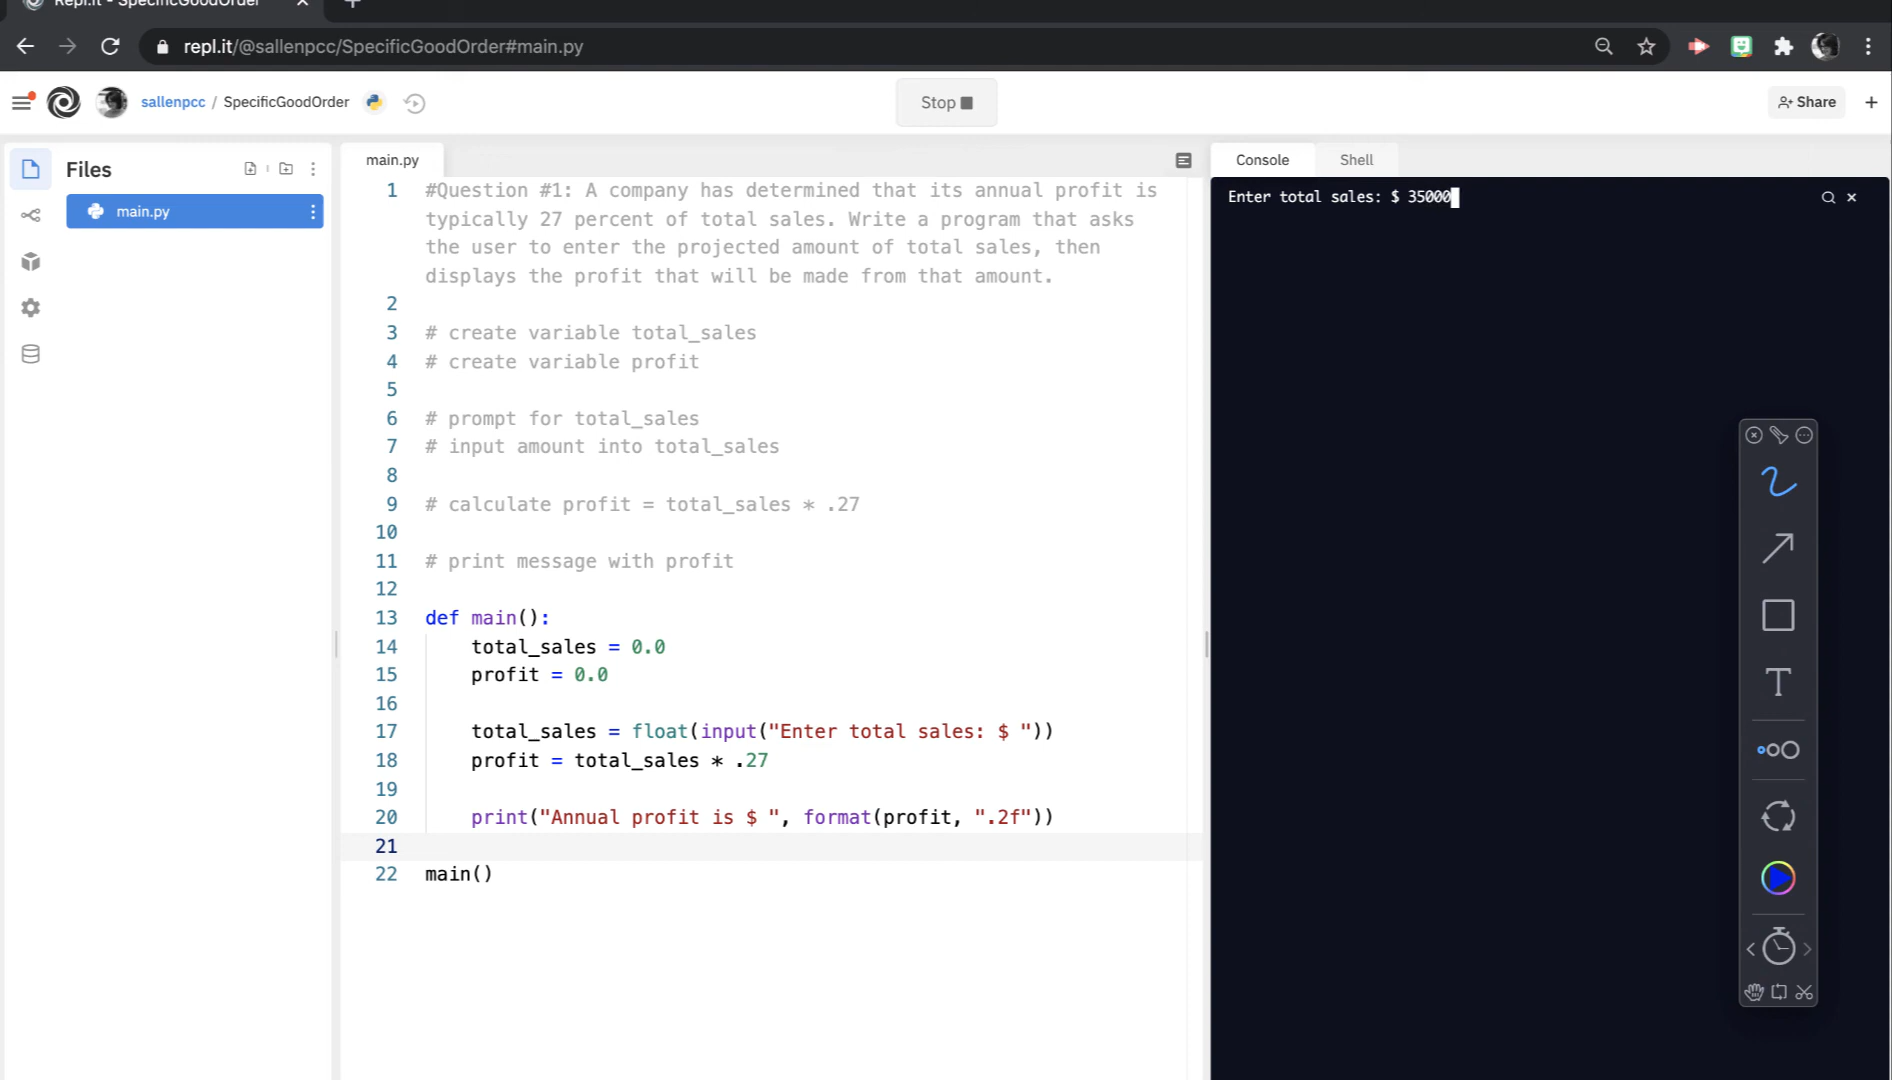 Repl.it - SpecificGoodOrder
repl.it/@sallenpcc/SpecificGoodOrder#main.py
sallenpcc / SpecificGoodOrder
Stop
Share
Files
main.py
main.py
Console
Shell
1 #Question #1: A company has determined that its annual profit is
typically 27 percent of total sales. Write a program that asks
the user to enter the projected amount of total sales, then
displays the profit that will be made from that amount.
2
3 # create variable total_sales
4 # create variable profit
5
6 # prompt for total_sales
7 # input amount into total_sales
8
9 # calculate profit = total_sales * .27
10
11 # print message with profit
12
13 def main():
14 total_sales = 0.0
15 profit = 0.0
16
17 total_sales = float(input("Enter total sales: $ "))
18 profit = total_sales * .27
19
20 print("Annual profit is $ ", format(profit, ".2f"))
21
22 main()
Enter total sales: $ 35000
T